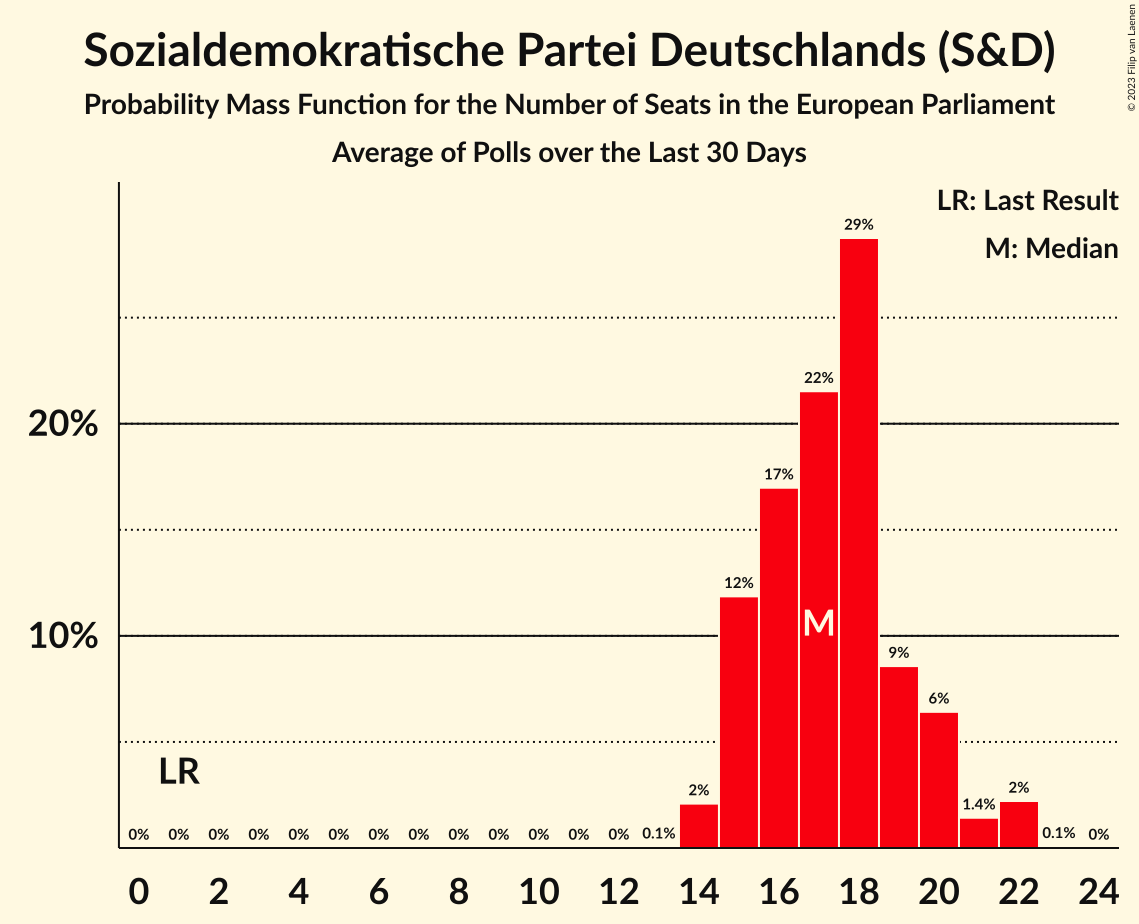 Sozialdemokratische Partei Deutschlands (S&D)
Probability Mass Function for the Number of Seats in the European Parliament
Average of Polls over the Last 30 Days
© 2023 Filip van Laenen
LR: Last Result
M: Median
29%
22%
20%
17%
12%
M
10%
9%
6%
LR
2%
2%
1.4%
0% 0% 0% 0% 0% 0% 0% 0% 0% 0% 0% 0% 0% 0.1% 0.1% 0%
0 2 4 6 8 10 12 14 16 18 20 22 24